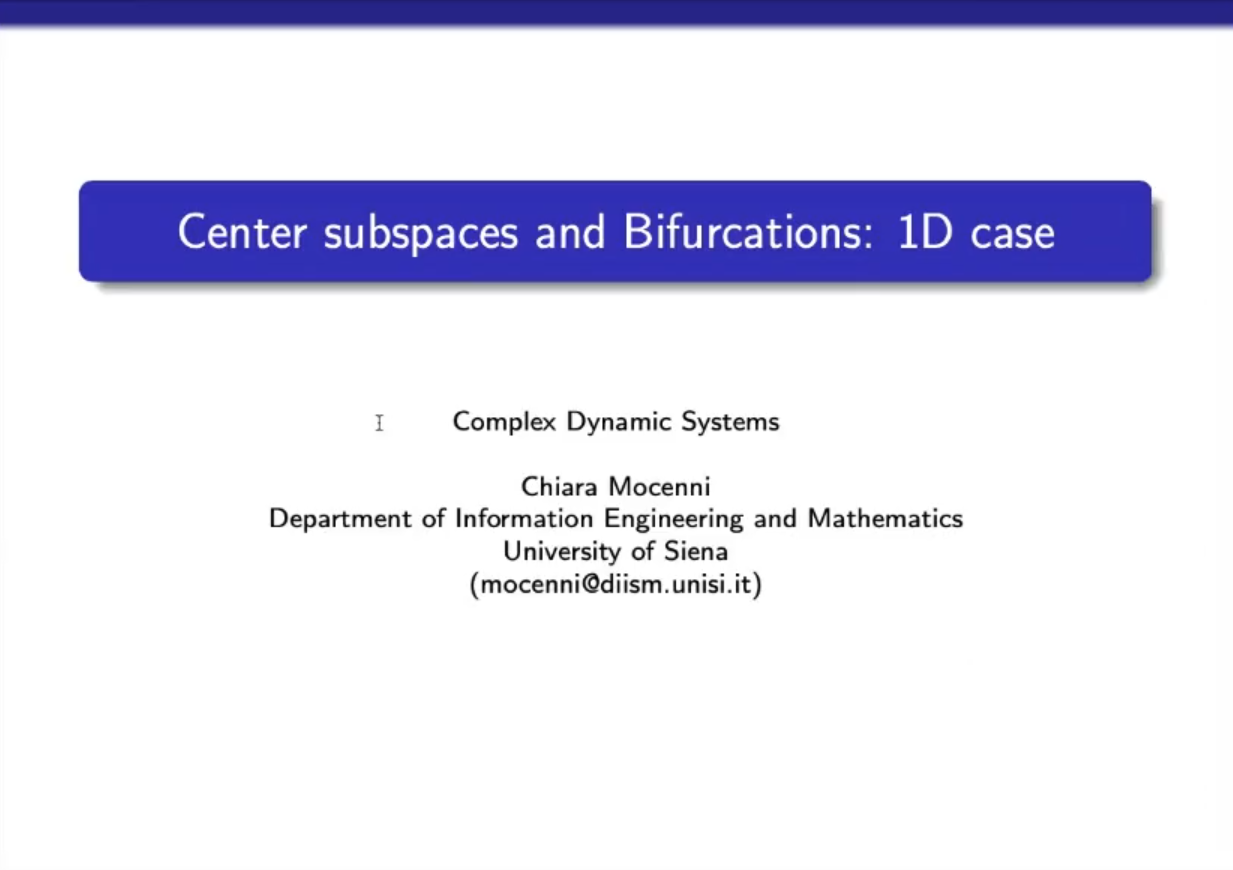 Center subspaces and Bifurcations: 1D case
Complex Dynamic Systems
Chiara Mocenni
Department of Information Engineering and Mathematics
University of Siena
(mocenni@diism.unisi.it)